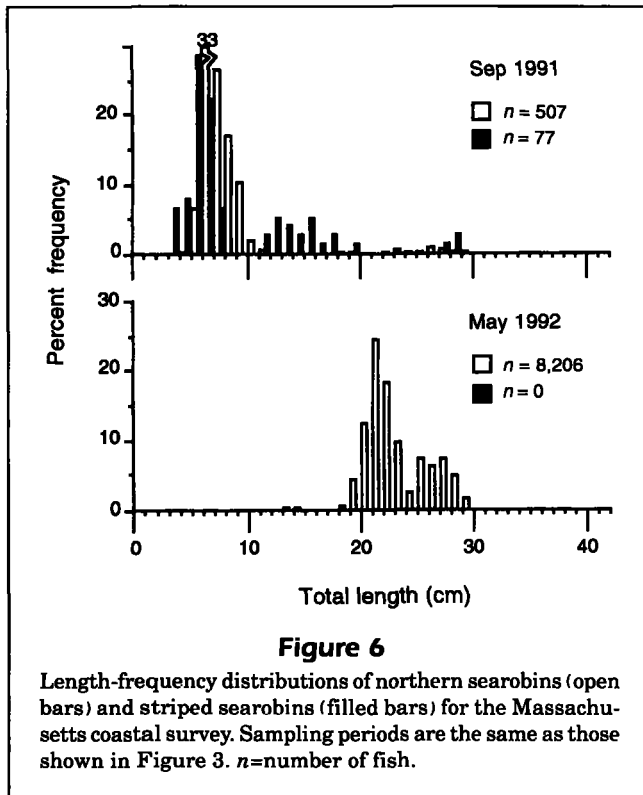 33
Sep 1991
n = 507
n = 77
20
10
0
Percent frequency
30
May 1992
n = 8,206
n = 0
20
10
0
0 10 20 30 40
Total length (cm)
Figure 6
Length-frequency distributions of northern searobins (open
bars) and striped searobins (filled bars) for the Massachu-
setts coastal survey. Sampling periods are the same as those
shown in Figure 3. n=number of fish.